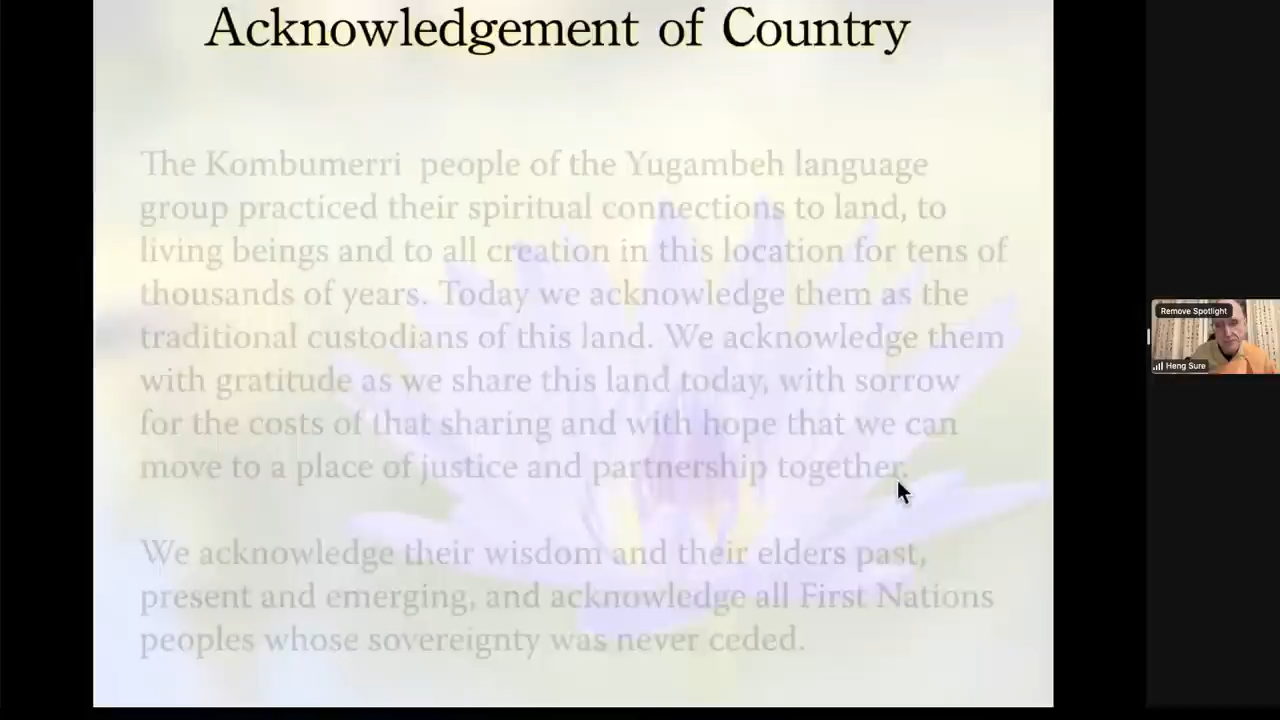 Acknowledgement of Country
The Kombumerri people of the Yugambeh language
group practiced their spiritual connections to land, to
living beings and to all creation in this location for tens of
thousands of years. Today we acknowledge them as the
traditional custodians of this land. We acknowledge them
with gratitude as we share this land today, with sorrow
for the costs of that sharing and with hope that we can
move to a place of justice and partnership together.
We acknowledge their wisdom and their elders past,
present and emerging, and acknowledge all First Nations
peoples whose sovereignty was never ceded.
Remove Spotlight
Heng Sure